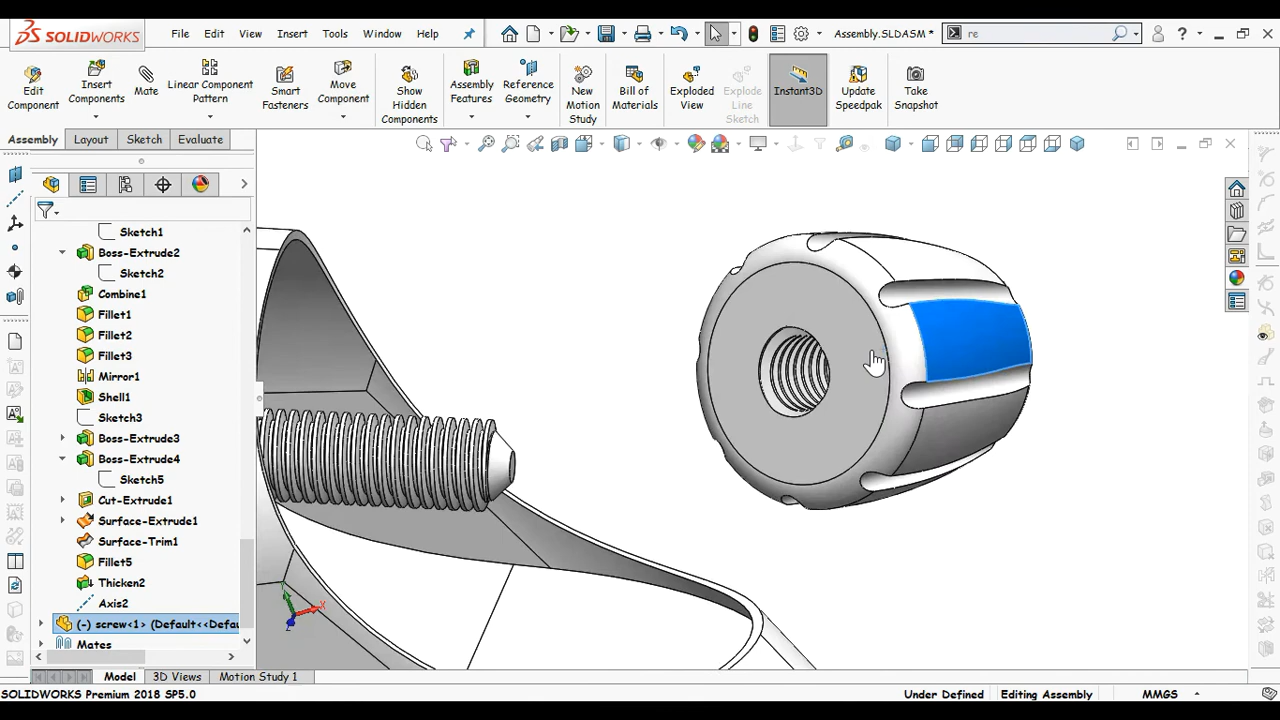 SOLIDWORKS File Edit View Insert Tools Window Help Assembly.SLDASM * re
Edit Component
Insert Components
Mate
Linear Component Pattern
Smart Fasteners
Move Component
Show Hidden Components
Assembly Features
Reference Geometry
New Motion Study
Bill of Materials
Exploded View
Explode Line Sketch
Instant3D
Update Speedpak
Take Snapshot
Assembly Layout Sketch Evaluate
Sketch1
Boss-Extrude2
Sketch2
Combine1
Fillet1
Fillet2
Fillet3
Mirror1
Shell1
Sketch3
Boss-Extrude3
Boss-Extrude4
Sketch5
Cut-Extrude1
Surface-Extrude1
Surface-Trim1
Fillet5
Thicken2
Axis2
(-) screw<1> (Default<<Defau
Mates
Y
X
Z
Model 3D Views Motion Study 1
SOLIDWORKS Premium 2018 SP5.0 Under Defined Editing Assembly MMGS